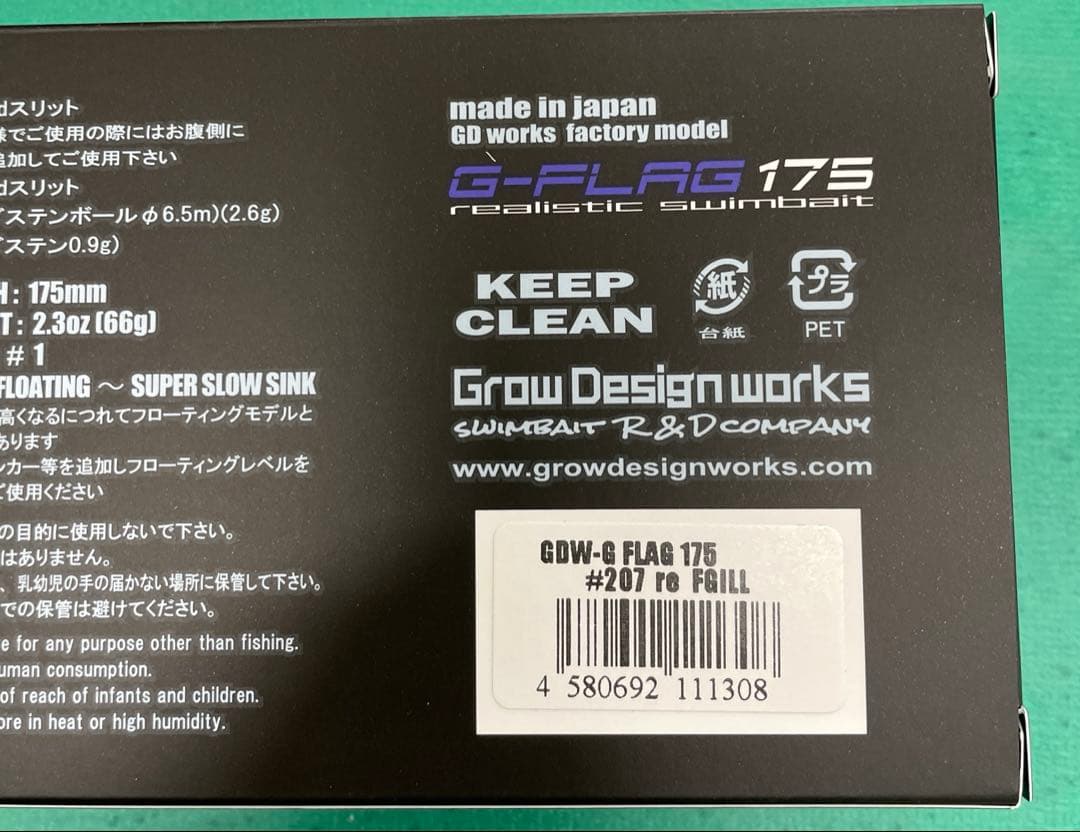 dスリット
様でご使用の際にはお腹側に
追加してご使用下さい
dスリット
ステンボールφ6.5m)(2.6g)
ステン0.9g)
H : 175mm
T : 2.3oz (66g)
# 1
FLOATING ～ SUPER SLOW SINK
高くなるにつれてフローティングモデルと
あります
ンカー等を追加しフローティングレベルを
ご使用ください
の目的に使用しないで下さい。
はありません。
、乳幼児の手の届かない場所に保管して下さい。
での保管は避けてください。
e for any purpose other than fishing.
uman consumption.
of reach of infants and children.
ore in heat or high humidity.
made in japan
GD works factory model
G-FLAG 175
realistic swimbait
KEEP
CLEAN
紙
台紙
プラ
PET
Grow Design works
SWIMBAIT R&D COMPANY
www.growdesignworks.com
GDW-G FLAG 175
#207 re FGILL
4 580692 111308